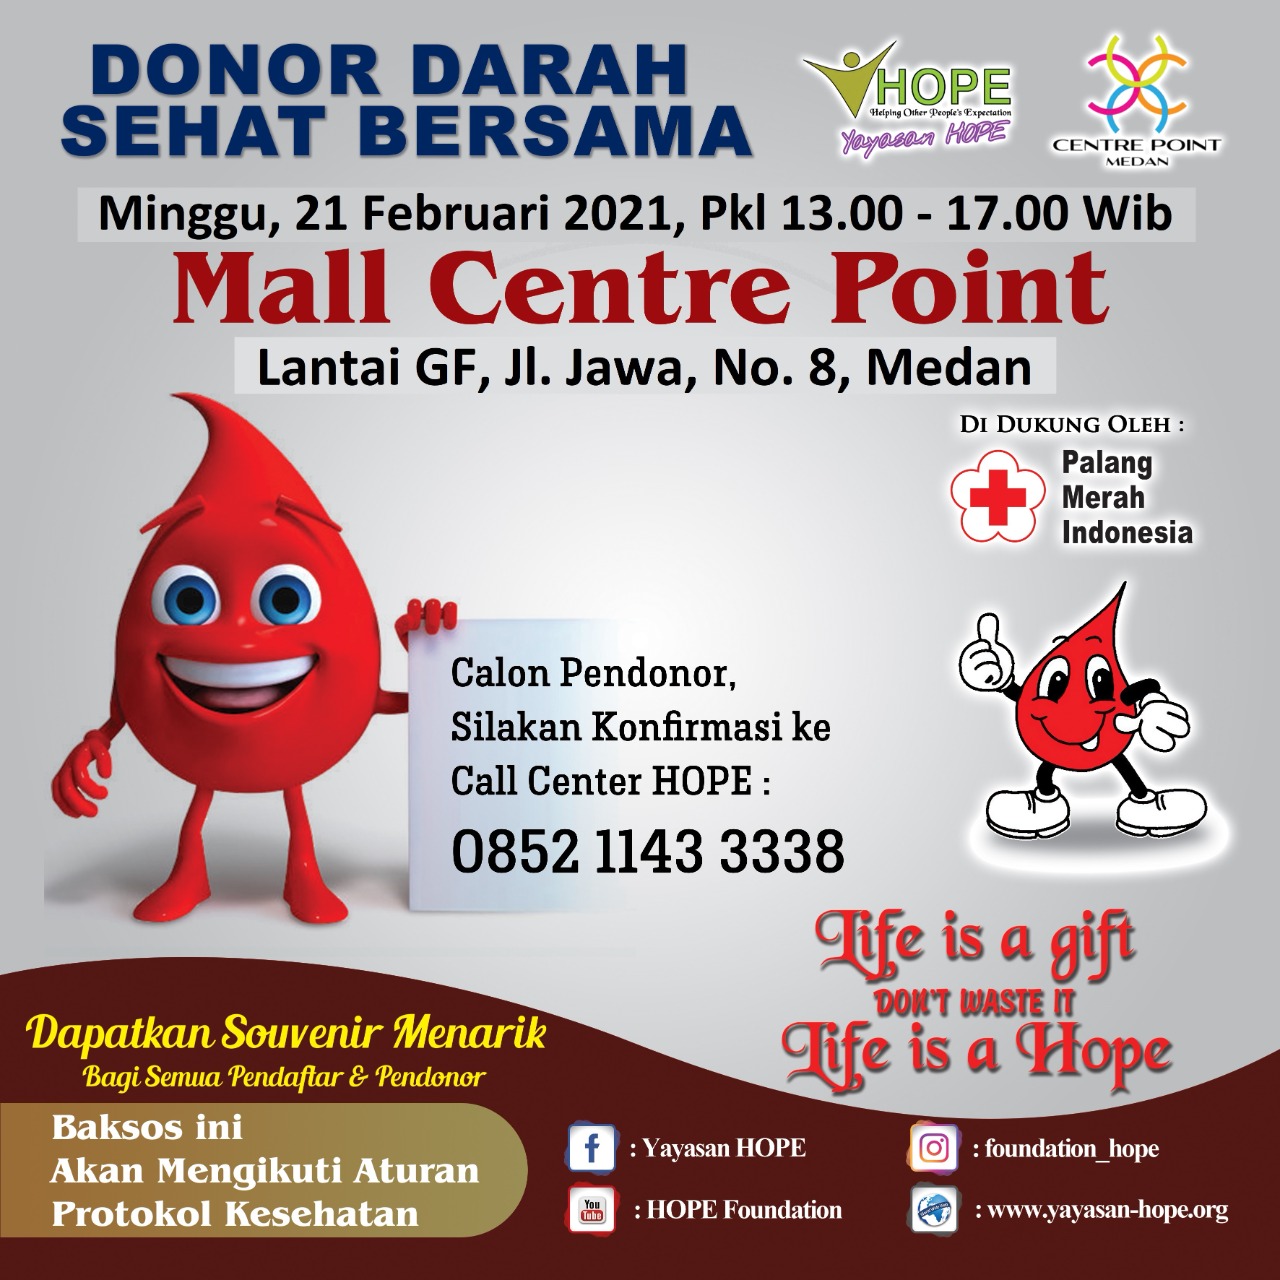 DONOR DARAH
SEHAT BERSAMA
HOPE
Helping Other People's Expectation
Yayasan HOPE
CENTRE POINT
MEDAN
Minggu, 21 Februari 2021, Pkl 13.00 - 17.00 Wib
Mall Centre Point
Lantai GF, Jl. Jawa, No. 8, Medan
DI DUKUNG OLEH :
Palang
Merah
Indonesia
Calon Pendonor,
Silakan Konfirmasi ke
Call Center HOPE :
0852 1143 3338
Life is a gift
DON'T WASTE IT
Life is a Hope
Dapatkan Souvenir Menarik
Bagi Semua Pendaftar & Pendonor
Baksos ini
Akan Mengikuti Aturan
Protokol Kesehatan
: Yayasan HOPE
: foundation_hope
You
Tube
: HOPE Foundation
: www.yayasan-hope.org